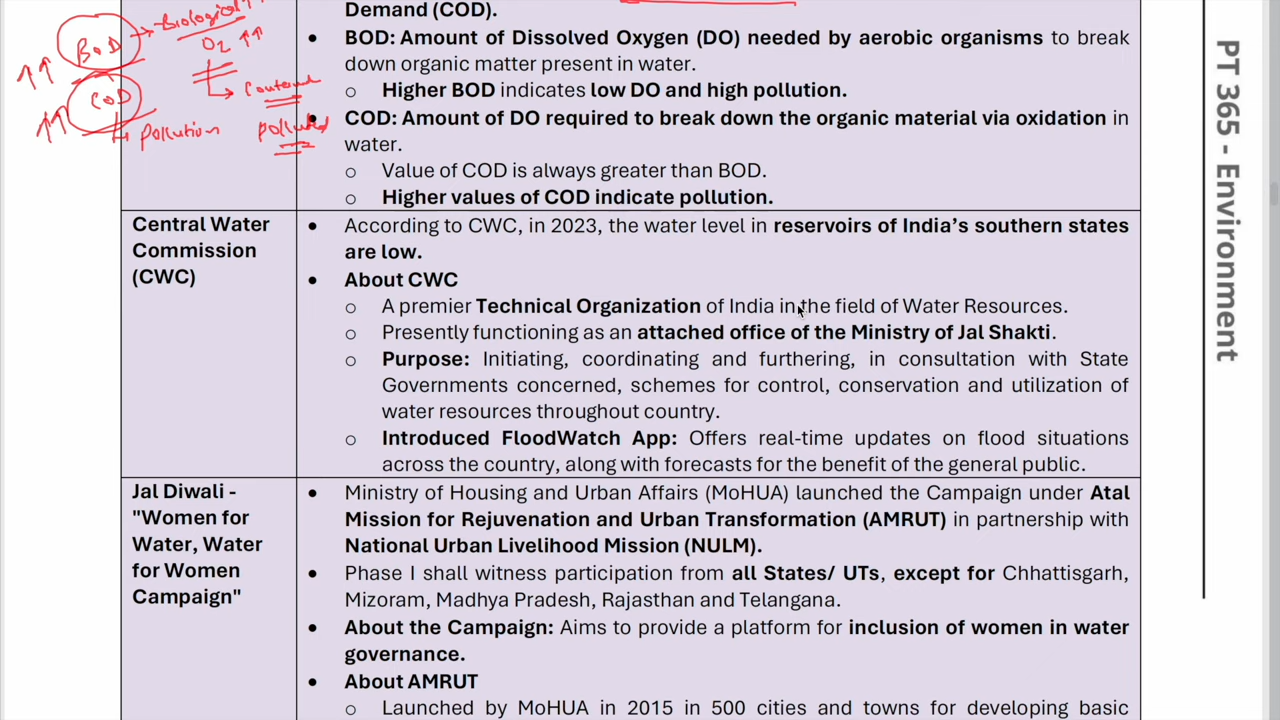 Demand (COD).
• BOD: Amount of Dissolved Oxygen (DO) needed by aerobic organisms to break
down organic matter present in water.
o Higher BOD indicates low DO and high pollution.
• COD: Amount of DO required to break down the organic material via oxidation in
water.
o Value of COD is always greater than BOD.
o Higher values of COD indicate pollution.
BOD → Biological
O2 ↑↑
COD
↳ Pollution
Central Water
Commission
(CWC)
• According to CWC, in 2023, the water level in reservoirs of India’s southern states
are low.
• About CWC
o A premier Technical Organization of India in the field of Water Resources.
o Presently functioning as an attached office of the Ministry of Jal Shakti.
o Purpose: Initiating, coordinating and furthering, in consultation with State
Governments concerned, schemes for control, conservation and utilization of
water resources throughout country.
o Introduced FloodWatch App: Offers real-time updates on flood situations
across the country, along with forecasts for the benefit of the general public.
Jal Diwali -
"Women for
Water, Water
for Women
Campaign"
• Ministry of Housing and Urban Affairs (MoHUA) launched the Campaign under Atal
Mission for Rejuvenation and Urban Transformation (AMRUT) in partnership with
National Urban Livelihood Mission (NULM).
• Phase I shall witness participation from all States/ UTs, except for Chhattisgarh,
Mizoram, Madhya Pradesh, Rajasthan and Telangana.
• About the Campaign: Aims to provide a platform for inclusion of women in water
governance.
• About AMRUT
o Launched by MoHUA in 2015 in 500 cities and towns for developing basic
PT 365 - Environment